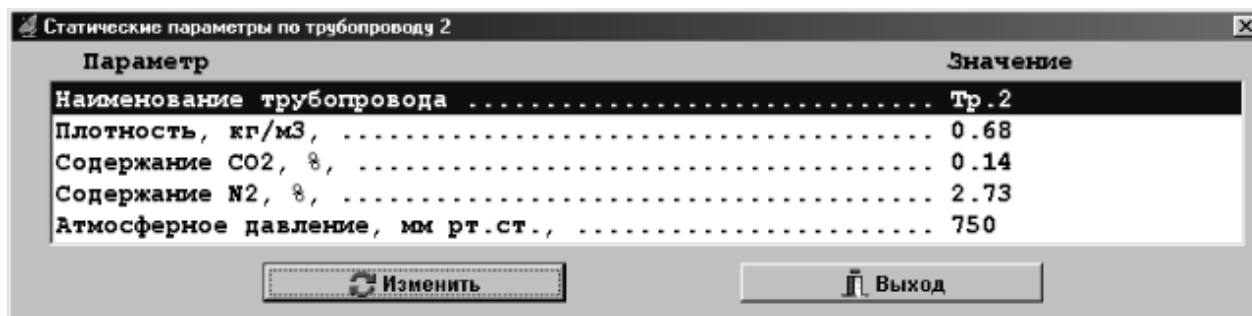 Статические параметры по трубопроводу 2
Параметр Значение
Наименование трубопровода ............................. Тр.2
Плотность, кг/м3, ..................................... 0.68
Содержание CO2, %, .................................... 0.14
Содержание N2, %, ..................................... 2.73
Атмосферное давление, мм рт.ст., ...................... 750
Изменить Выход